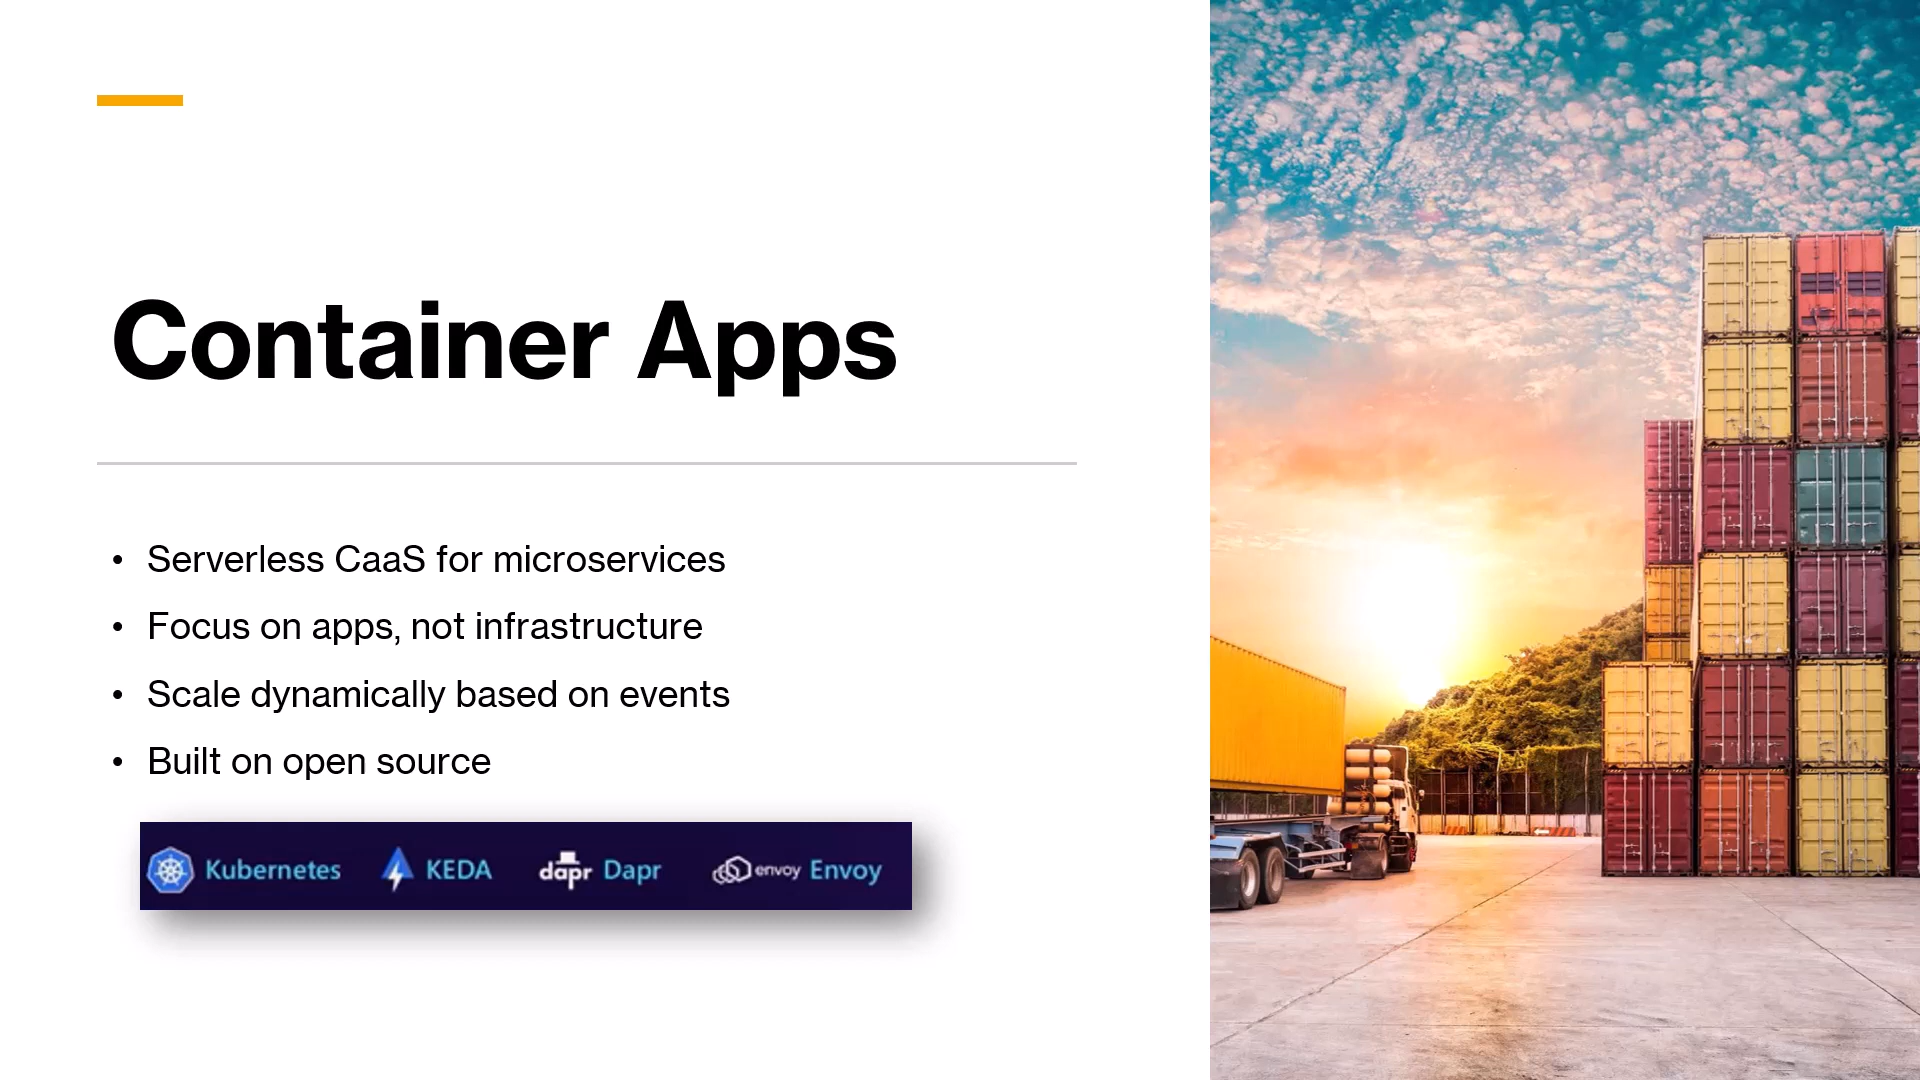 Container Apps
• Serverless CaaS for microservices
• Focus on apps, not infrastructure
• Scale dynamically based on events
• Built on open source
Kubernetes KEDA dapr Dapr envoy Envoy